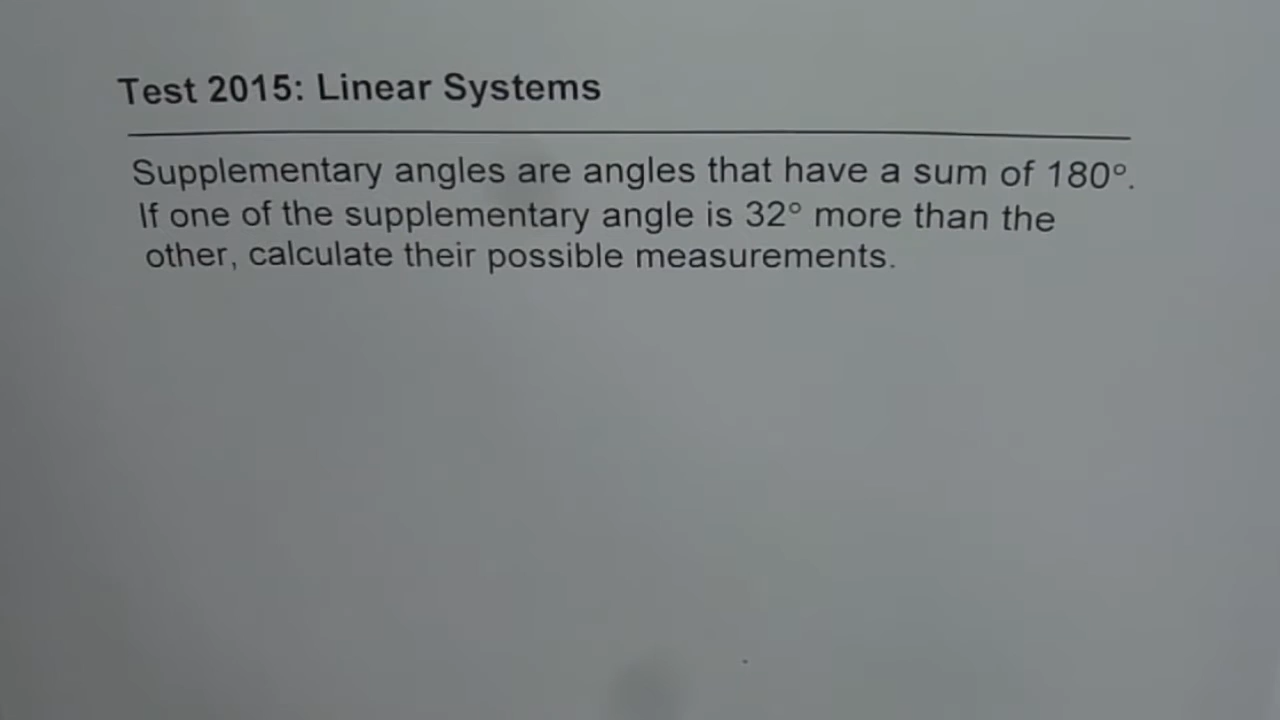 Test 2015: Linear Systems
Supplementary angles are angles that have a sum of 180°.
If one of the supplementary angle is 32° more than the
other, calculate their possible measurements.